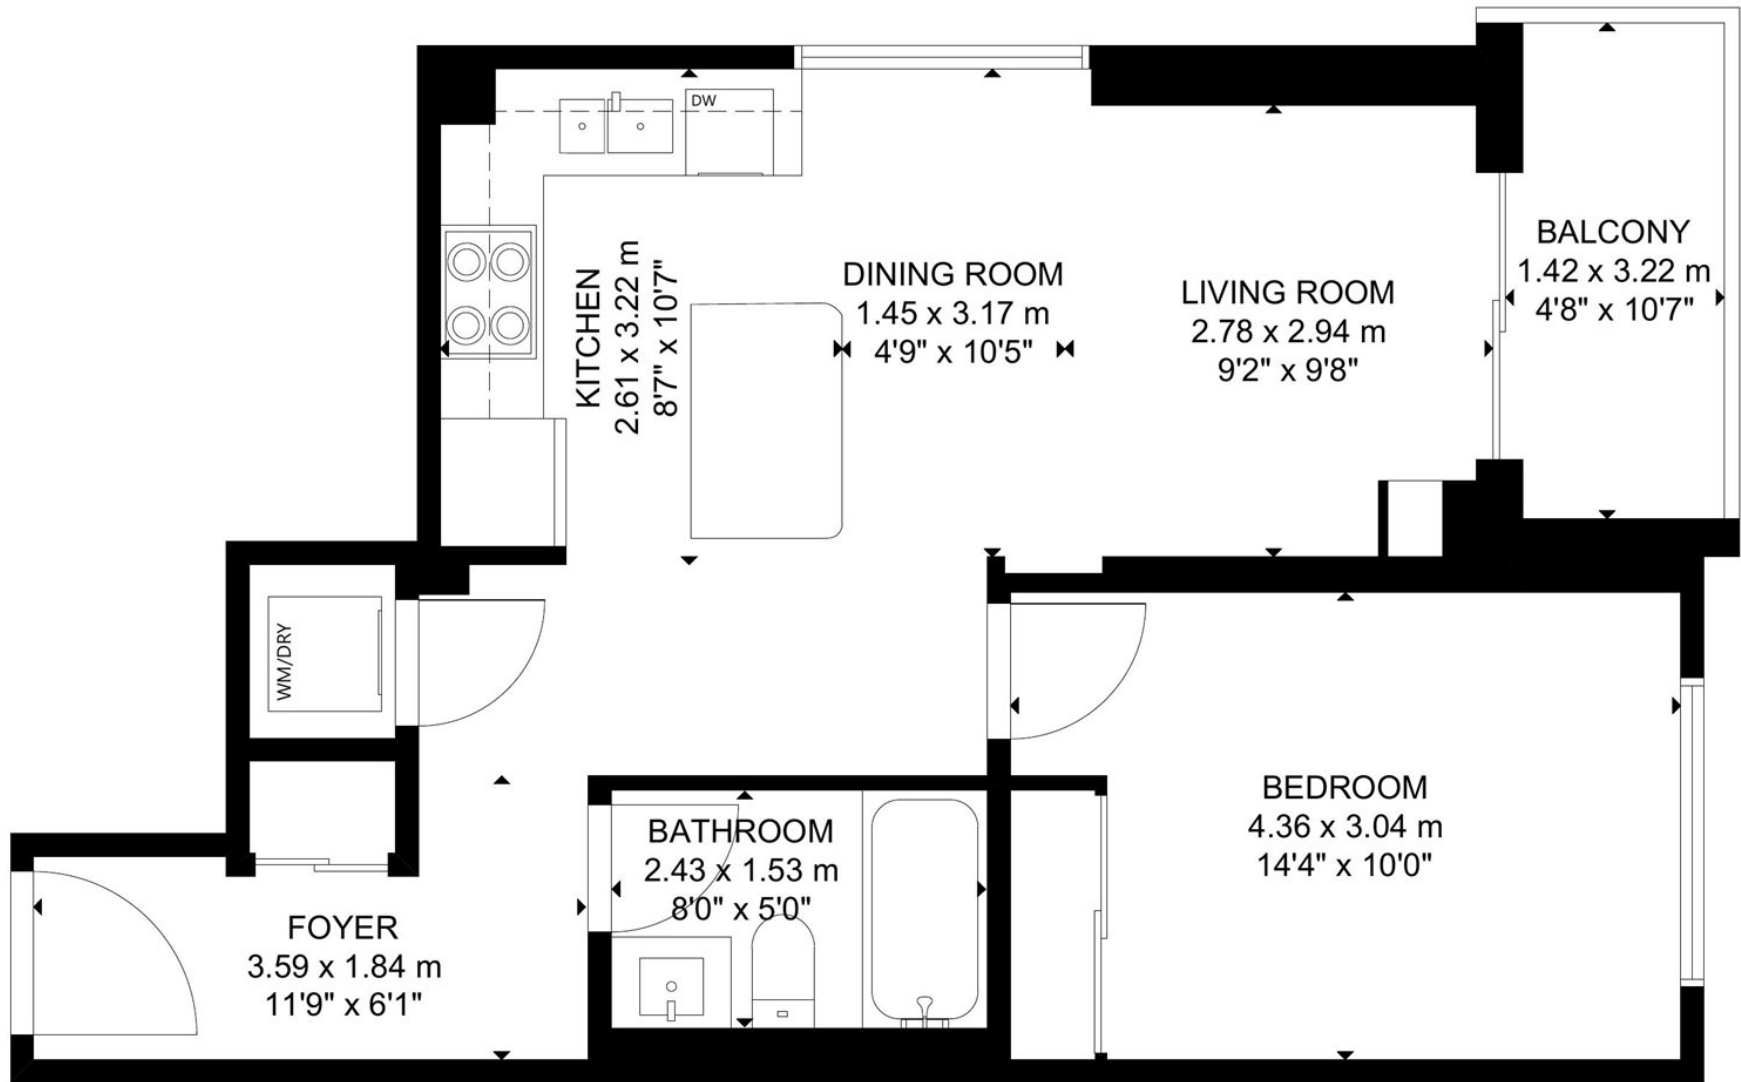 DW
KITCHEN
2.61 x 3.22 m
8'7" x 10'7"
DINING ROOM
1.45 x 3.17 m
4'9" x 10'5"
LIVING ROOM
2.78 x 2.94 m
9'2" x 9'8"
BALCONY
1.42 x 3.22 m
4'8" x 10'7"
WM/DRY
BATHROOM
2.43 x 1.53 m
8'0" x 5'0"
BEDROOM
4.36 x 3.04 m
14'4" x 10'0"
FOYER
3.59 x 1.84 m
11'9" x 6'1"